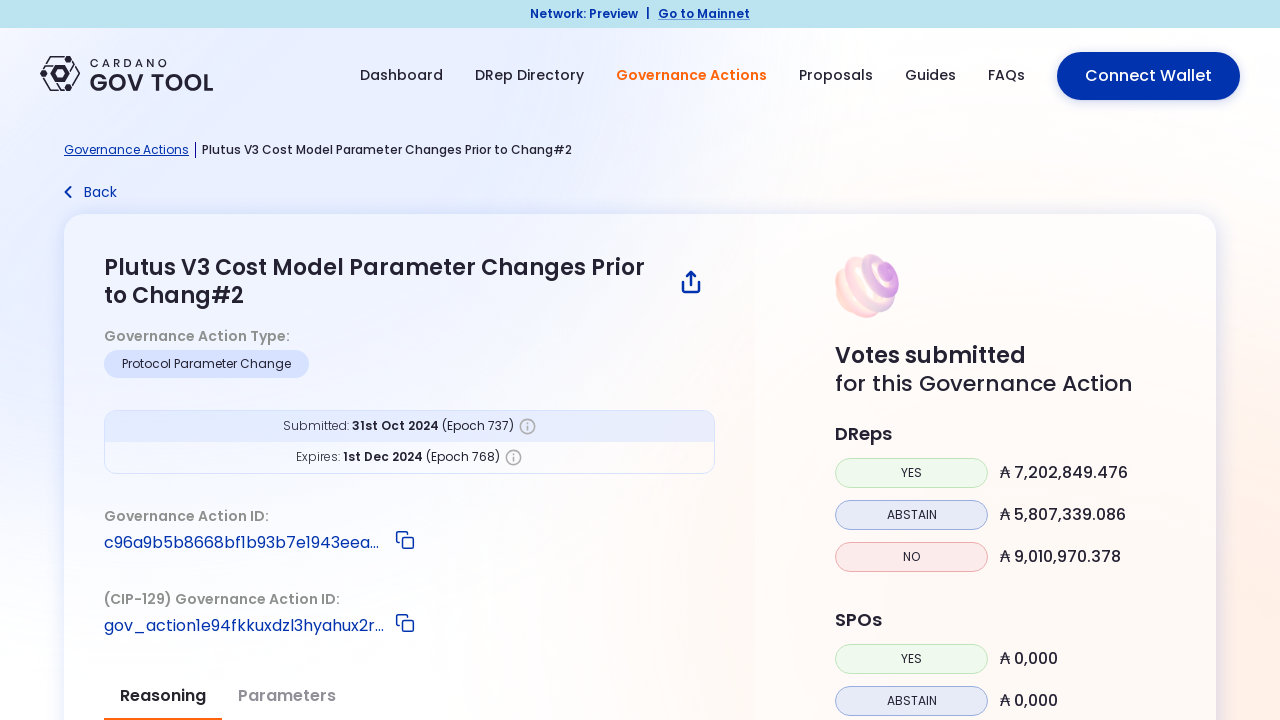 Network: Preview | Go to Mainnet
CARDANO
GOV TOOL
Dashboard
DRep Directory
Governance Actions
Proposals
Guides
FAQs
Connect Wallet
Governance Actions | Plutus V3 Cost Model Parameter Changes Prior to Chang#2
Back
Plutus V3 Cost Model Parameter Changes Prior
to Chang#2
Governance Action Type:
Protocol Parameter Change
Submitted: 31st Oct 2024 (Epoch 737)
Expires: 1st Dec 2024 (Epoch 768)
Governance Action ID:
c96a9b5b8668bf1b93b7e1943eea...
(CIP-129) Governance Action ID:
gov_action1e94fkkuxdzl3hyahux2r...
Reasoning
Parameters
Votes submitted
for this Governance Action
DReps
YES
₳ 7,202,849.476
ABSTAIN
₳ 5,807,339.086
NO
₳ 9,010,970.378
SPOs
YES
₳ 0,000
ABSTAIN
₳ 0,000